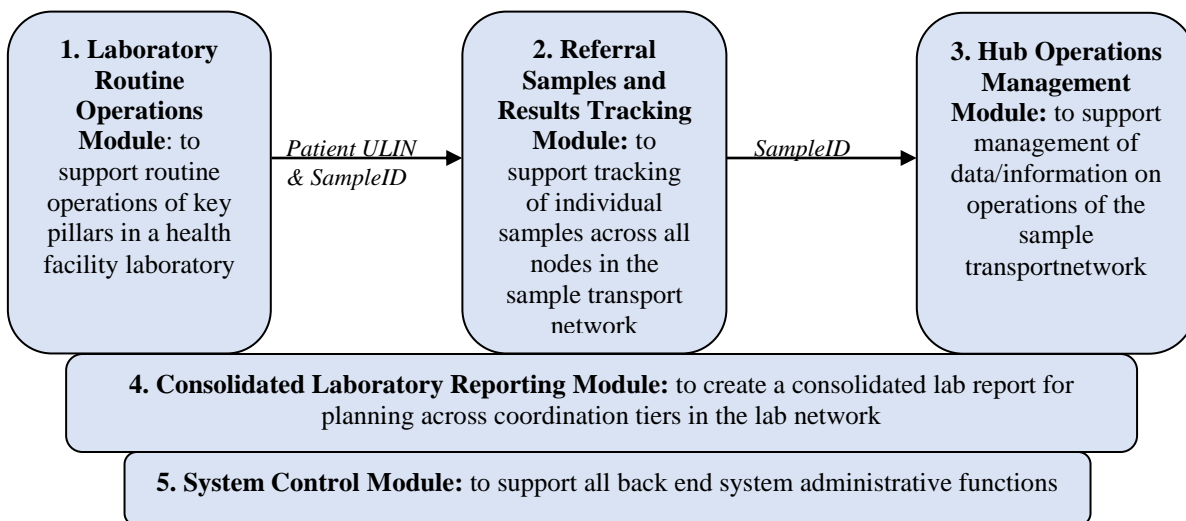 1. Laboratory
Routine
Operations
Module: to
support routine
operations of key
pillars in a health
facility laboratory
Patient ULIN
& SampleID
2. Referral
Samples and
Results Tracking
Module: to
support tracking
of individual
samples across all
nodes in the
sample transport
network
SampleID
3. Hub Operations
Management
Module: to support
management of
data/information on
operations of the
sample
transportnetwork
4. Consolidated Laboratory Reporting Module: to create a consolidated lab report for
planning across coordination tiers in the lab network
5. System Control Module: to support all back end system administrative functions